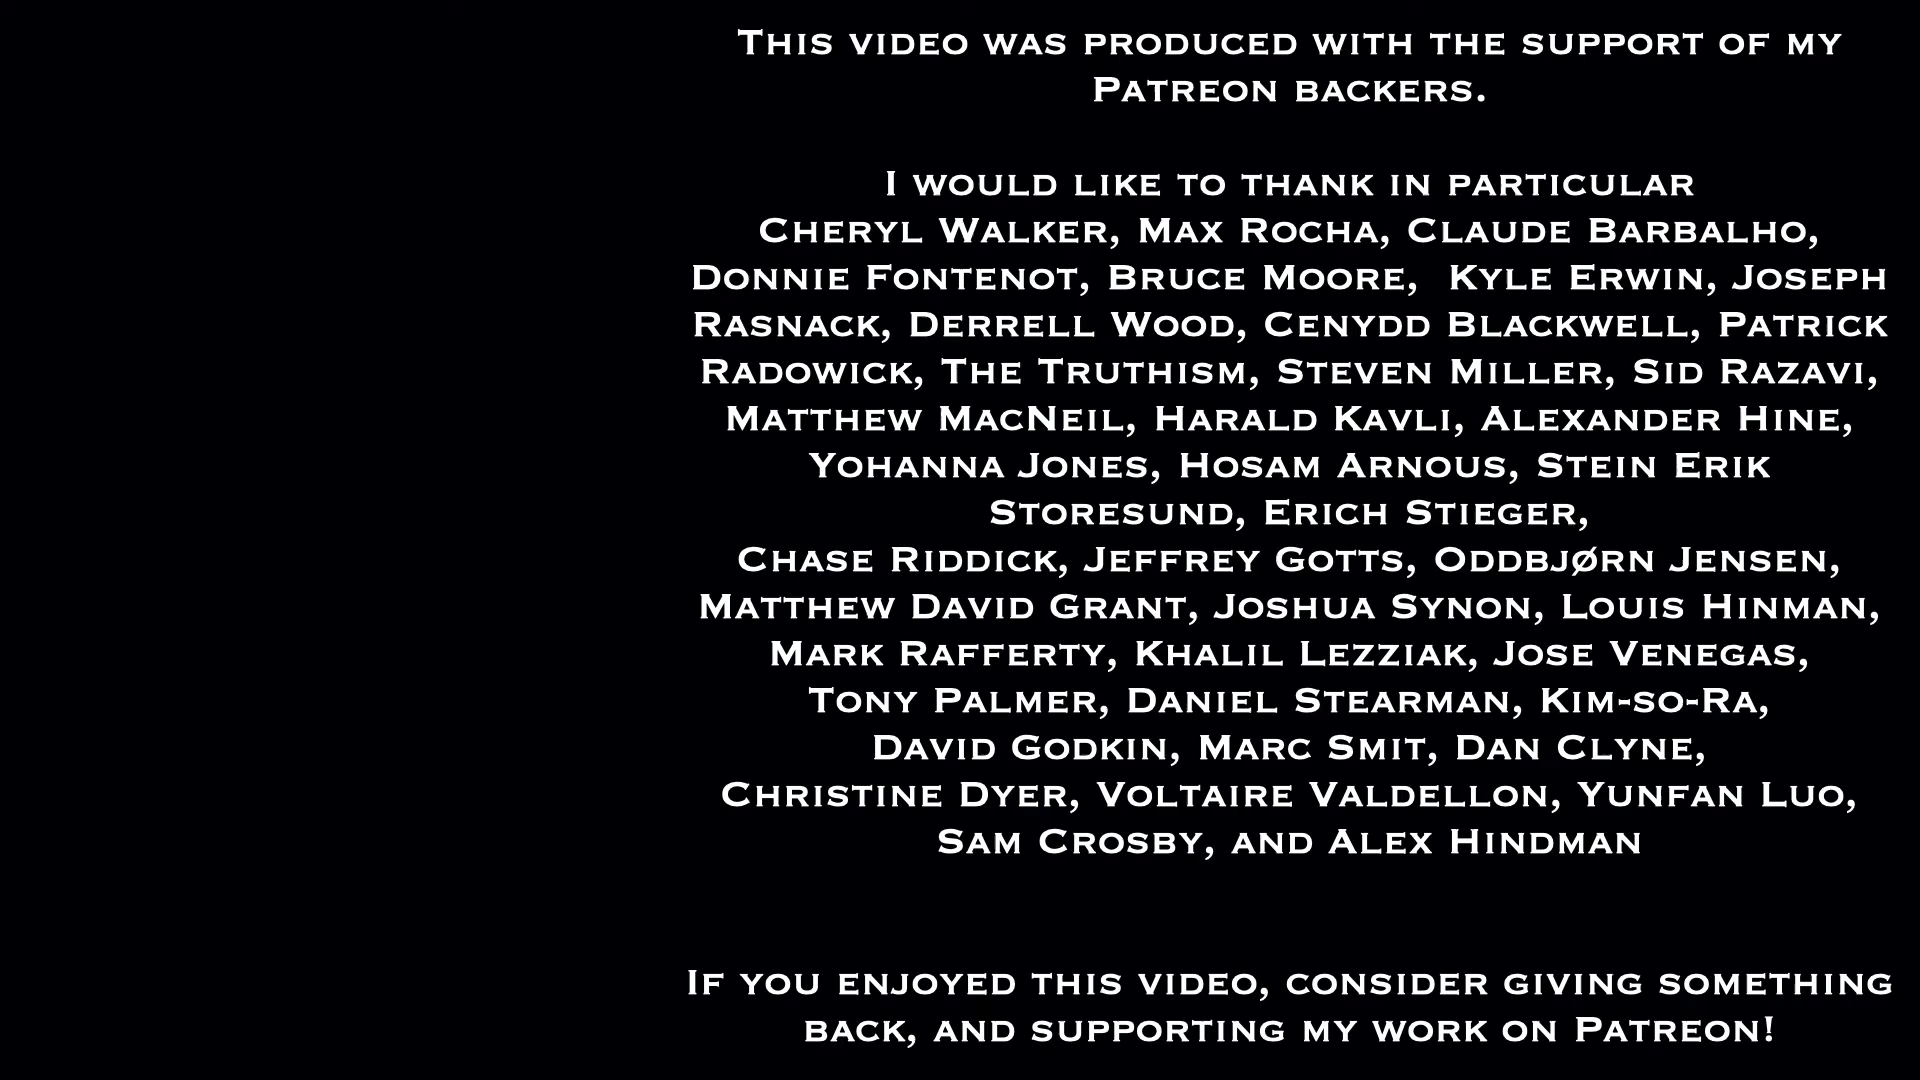 This video was produced with the support of my
Patreon backers.
I would like to thank in particular
Cheryl Walker, Max Rocha, Claude Barbalho,
Donnie Fontenot, Bruce Moore,  Kyle Erwin, Joseph
Rasnack, Derrell Wood, Cenydd Blackwell, Patrick
Radowick, The Truthism, Steven Miller, Sid Razavi,
Matthew MacNeil, Harald Kavli, Alexander Hine,
Yohanna Jones, Hosam Arnous, Stein Erik
Storesund, Erich Stieger,
Chase Riddick, Jeffrey Gotts, Oddbjørn Jensen,
Matthew David Grant, Joshua Synon, Louis Hinman,
Mark Rafferty, Khalil Lezziak, Jose Venegas,
Tony Palmer, Daniel Stearman, Kim-so-Ra,
David Godkin, Marc Smit, Dan Clyne,
Christine Dyer, Voltaire Valdellon, Yunfan Luo,
Sam Crosby, and Alex Hindman
If you enjoyed this video, consider giving something
back, and supporting my work on Patreon!